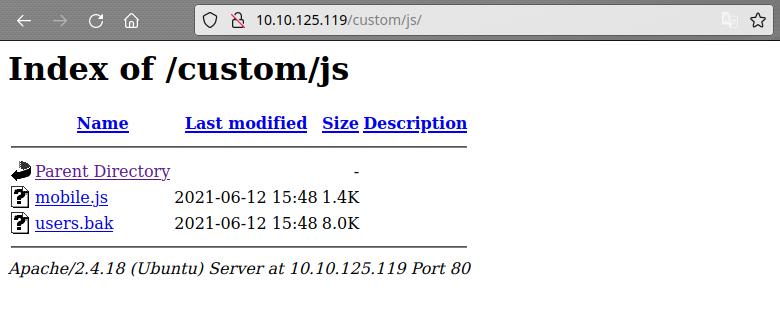 10.10.125.119/custom/js/
Index of /custom/js
Name Last modified Size Description
Parent Directory -
mobile.js 2021-06-12 15:48 1.4K
users.bak 2021-06-12 15:48 8.0K
Apache/2.4.18 (Ubuntu) Server at 10.10.125.119 Port 80